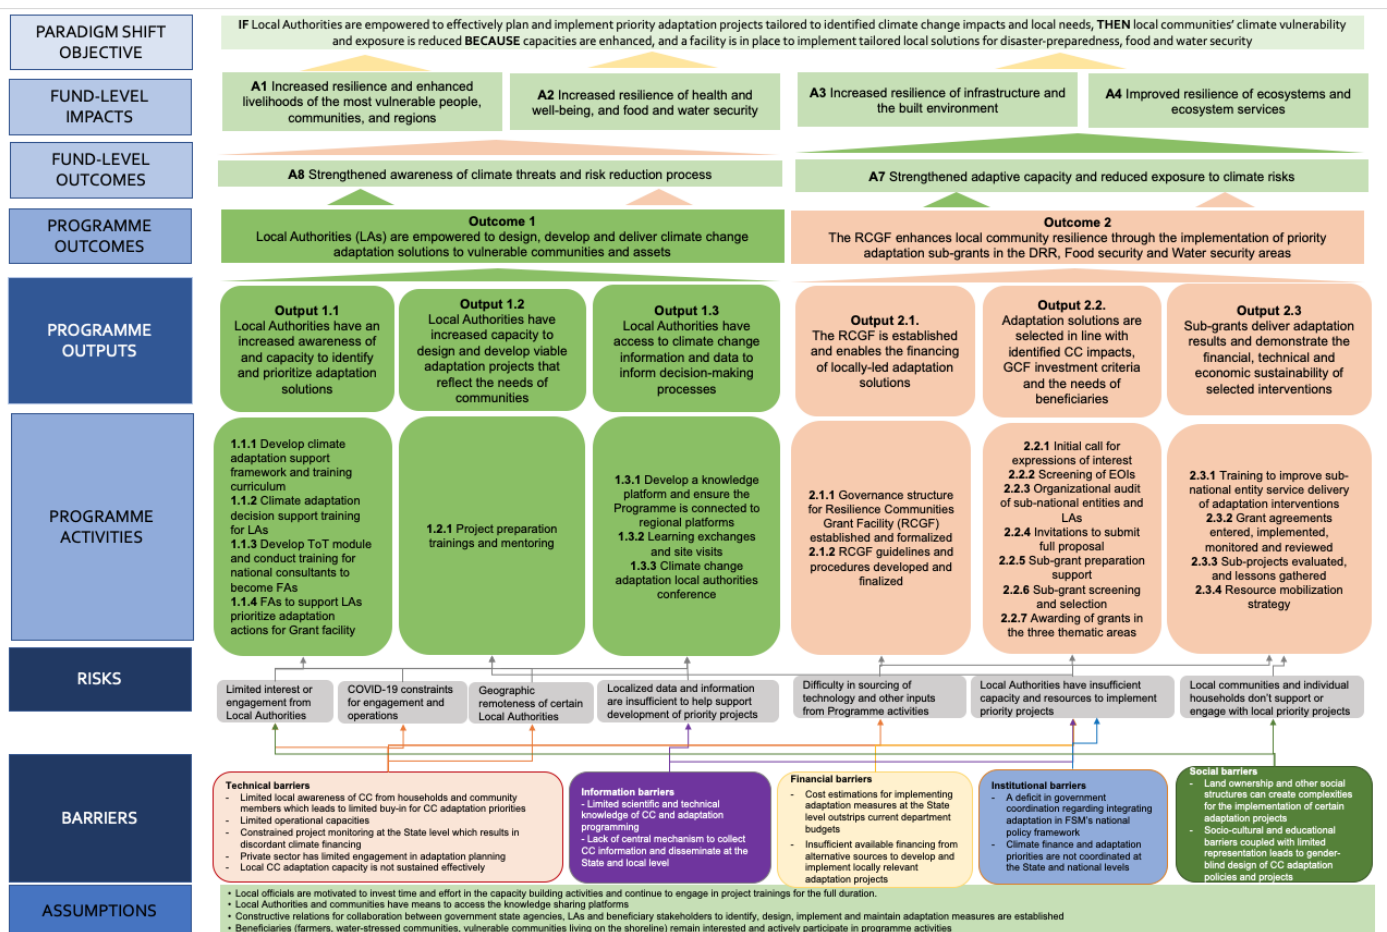 PARADIGM SHIFT
OBJECTIVE
IF Local Authorities are empowered to effectively plan and implement priority adaptation projects tailored to identified climate change impacts and local needs, THEN local communities' climate vulnerability
and exposure is reduced BECAUSE capacities are enhanced, and a facility is in place to implement tailored local solutions for disaster-preparedness, food and water security
FUND-LEVEL
IMPACTS
A1 Increased resilience and enhanced
livelihoods of the most vulnerable people,
communities, and regions
A2 Increased resilience of health and
well-being, and food and water security
A3 Increased resilience of infrastructure and
the built environment
A4 Improved resilience of ecosystems and
ecosystem services
FUND-LEVEL
OUTCOMES
A8 Strengthened awareness of climate threats and risk reduction process
A7 Strengthened adaptive capacity and reduced exposure to climate risks
PROGRAMME
OUTCOMES
Outcome 1
Local Authorities (LAs) are empowered to design, develop and deliver climate change
adaptation solutions to vulnerable communities and assets
Outcome 2
The RCGF enhances local community resilience through the implementation of priority
adaptation sub-grants in the DRR, Food security and Water security areas
PROGRAMME
OUTPUTS
Output 1.1
Local Authorities have an
increased awareness of
and capacity to identify
and prioritize adaptation
solutions
Output 1.2
Local Authorities have
increased capacity to
design and develop viable
adaptation projects that
reflect the needs of
communities
Output 1.3
Local Authorities have
access to climate change
information and data to
inform decision-making
processes
Output 2.1.
The RCGF is established
and enables the financing
of locally-led adaptation
solutions
Output 2.2.
Adaptation solutions are
selected in line with
identified CC impacts,
GCF investment criteria
and the needs of
beneficiaries
Output 2.3
Sub-grants deliver adaptation
results and demonstrate the
financial, technical and
economic sustainability of
selected interventions
PROGRAMME
ACTIVITIES
1.1.1 Develop climate
adaptation support
framework and training
curriculum
1.1.2 Climate adaptation
decision support training
for LAs
1.1.3 Develop ToT module
and conduct training for
national consultants to
become FAs
1.1.4 FAs to support LAs
prioritize adaptation
actions for Grant facility
1.2.1 Project preparation
trainings and mentoring
1.3.1 Develop a knowledge
platform and ensure the
Programme is connected to
regional platforms
1.3.2 Learning exchanges
and site visits
1.3.3 Climate change
adaptation local authorities
conference
2.1.1 Governance structure
for Resilience Communities
Grant Facility (RCGF)
established and formalized
2.1.2 RCGF guidelines and
procedures developed and
finalized
2.2.1 Initial call for
expressions of interest
2.2.2 Screening of EOIs
2.2.3 Organizational audit
of sub-national entities and
LAs
2.2.4 Invitations to submit
full proposal
2.2.5 Sub-grant preparation
support
2.2.6 Sub-grant screening
and selection
2.2.7 Awarding of grants in
the three thematic areas
2.3.1 Training to improve sub-
national entity service delivery
of adaptation interventions
2.3.2 Grant agreements
entered, implemented,
monitored and reviewed
2.3.3 Sub-projects evaluated,
and lessons gathered
2.3.4 Resource mobilization
strategy
RISKS
Limited interest or
engagement from
Local Authorities
COVID-19 constraints
for engagement and
operations
Geographic
remoteness of certain
Local Authorities
Localized data and information
are insufficient to help support
development of priority projects
Difficulty in sourcing of
technology and other inputs
from Programme activities
Local Authorities have insufficient
capacity and resources to implement
priority projects
Local communities and individual
households don't support or
engage with local priority projects
BARRIERS
Technical barriers
- Limited local awareness of CC from households and community
members which leads to limited buy-in for CC adaptation priorities
- Limited operational capacities
- Constrained project monitoring at the State level which results in
discordant climate financing
- Private sector has limited engagement in adaptation planning
- Local CC adaptation capacity is not sustained effectively
Information barriers
- Limited scientific and technical
knowledge of CC and adaptation
programming
- Lack of central mechanism to collect
CC information and disseminate at the
State and local level
Financial barriers
- Cost estimations for implementing
adaptation measures at the State
level outstrips current department
budgets
- Insufficient available financing from
alternative sources to develop and
implement locally relevant
adaptation projects
Institutional barriers
- A deficit in government
coordination regarding integrating
adaptation in FSM's national
policy framework
- Climate finance and adaptation
priorities are not coordinated at
the State and national levels
Social barriers
- Land ownership and other social
structures can create complexities
for the implementation of certain
adaptation projects
- Socio-cultural and educational
barriers coupled with limited
representation leads to gender-
blind design of CC adaptation
policies and projects
ASSUMPTIONS
• Local officials are motivated to invest time and effort in the capacity building activities and continue to engage in project trainings for the full duration.
• Local Authorities and communities have means to access the knowledge sharing platforms
• Constructive relations for collaboration between government state agencies, LAs and beneficiary stakeholders to identify, design, implement and maintain adaptation measures are established
• Beneficiaries (farmers, water-stressed communities, vulnerable communities living on the shoreline) remain interested and actively participate in programme activities